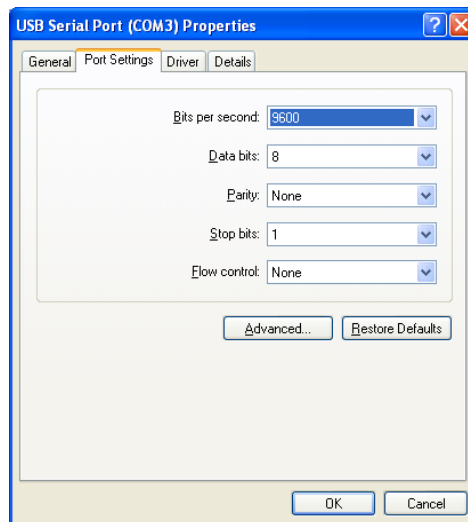 USB Serial Port (COM3) Properties
General Port Settings Driver Details
Bits per second: 9600
Data bits: 8
Parity: None
Stop bits: 1
Flow control: None
Advanced... Restore Defaults
OK Cancel